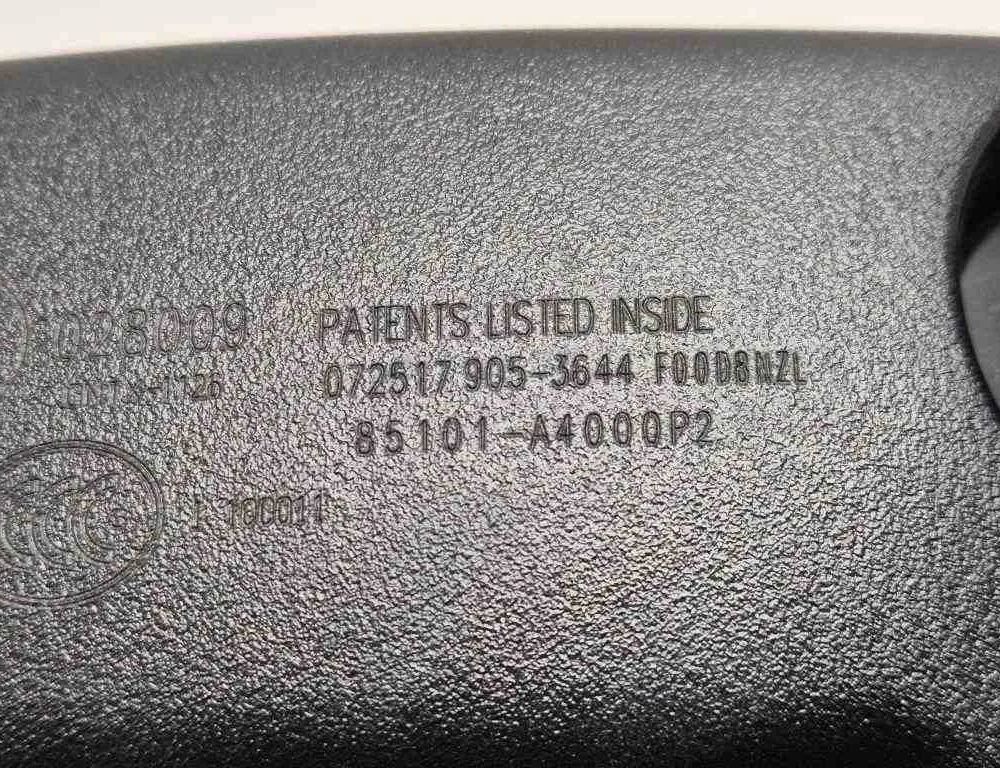 028009 PATENTS LISTED INSIDE
072517 905-3644 F00D8NZL
85101-A4000P2